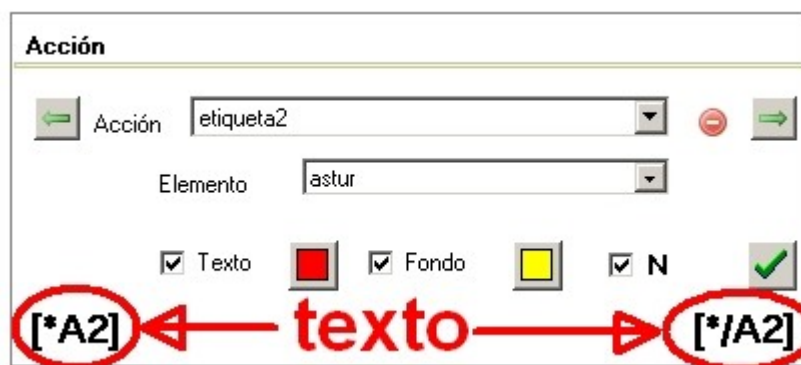 Acción
Acción etiqueta2
Elemento astur
Texto Fondo N
[*A2] texto [*/A2]